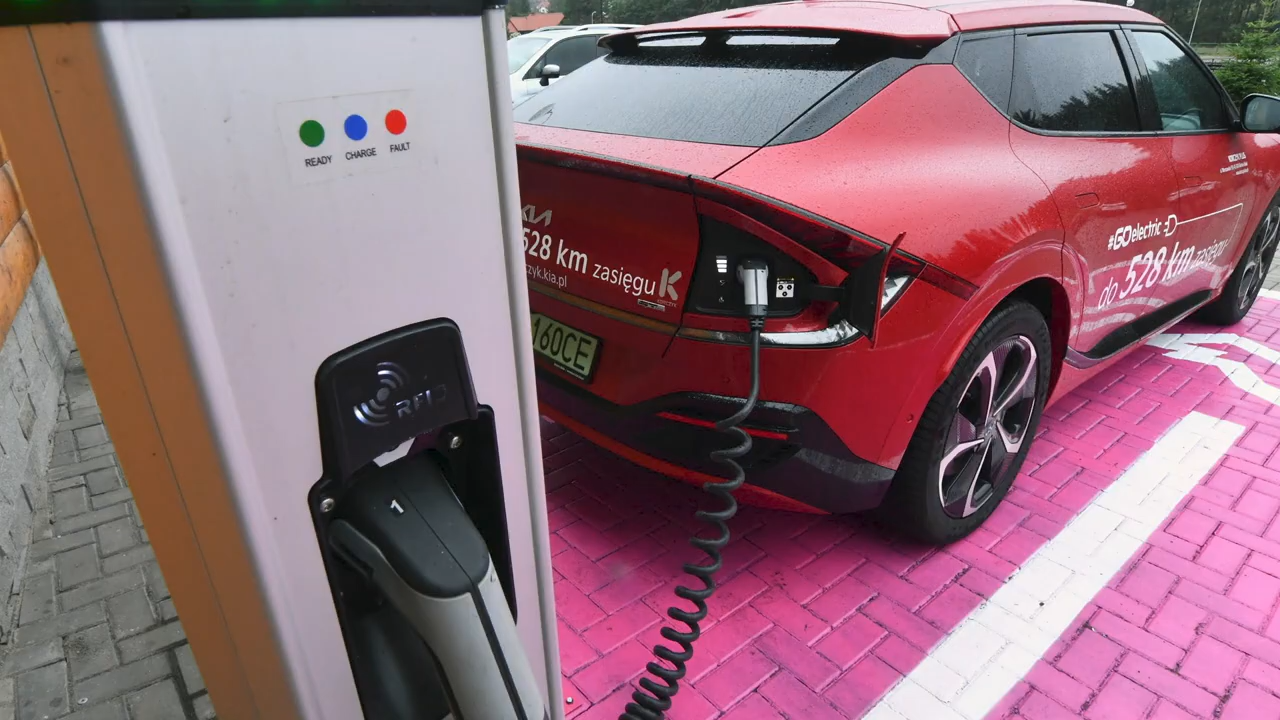 READY
CHARGE
FAULT
RFID
1
KIA
528 km zasięgu
zyk.kia.pl
160CE
#GOelectric
do 528 km zasięgu